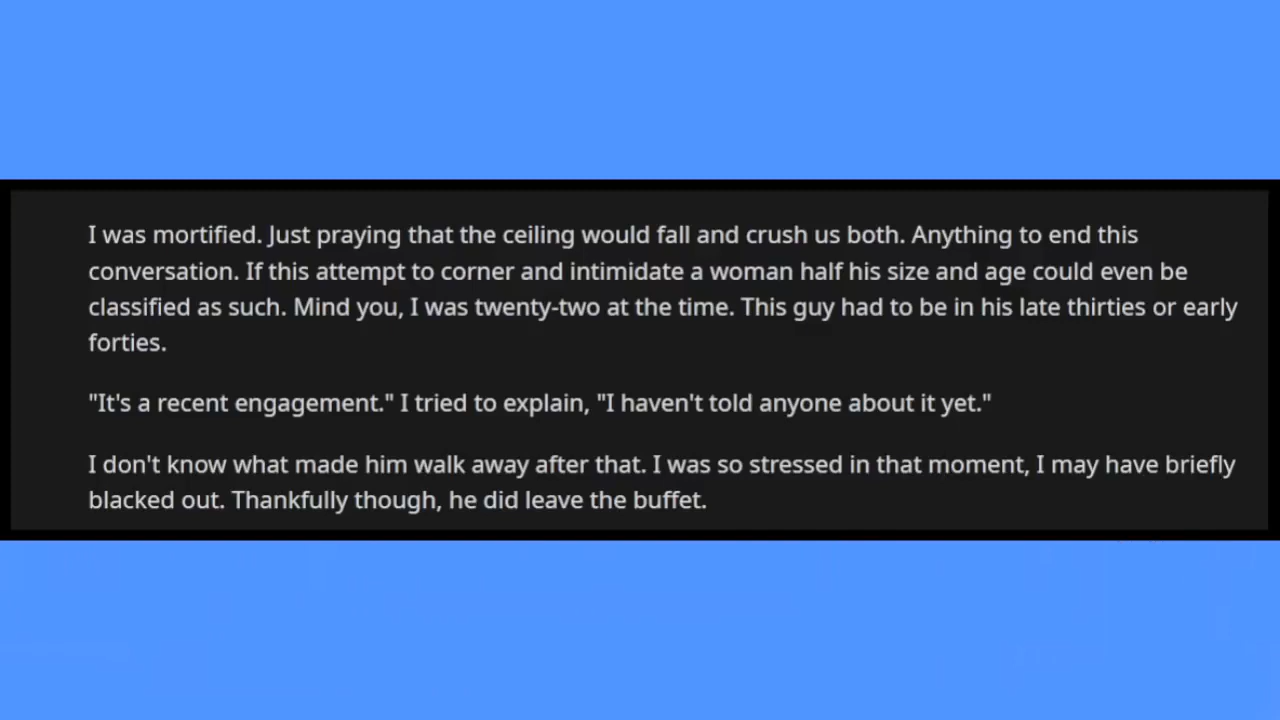 I was mortified. Just praying that the ceiling would fall and crush us both. Anything to end this
conversation. If this attempt to corner and intimidate a woman half his size and age could even be
classified as such. Mind you, I was twenty-two at the time. This guy had to be in his late thirties or early
forties.
"It's a recent engagement." I tried to explain, "I haven't told anyone about it yet."
I don't know what made him walk away after that. I was so stressed in that moment, I may have briefly
blacked out. Thankfully though, he did leave the buffet.